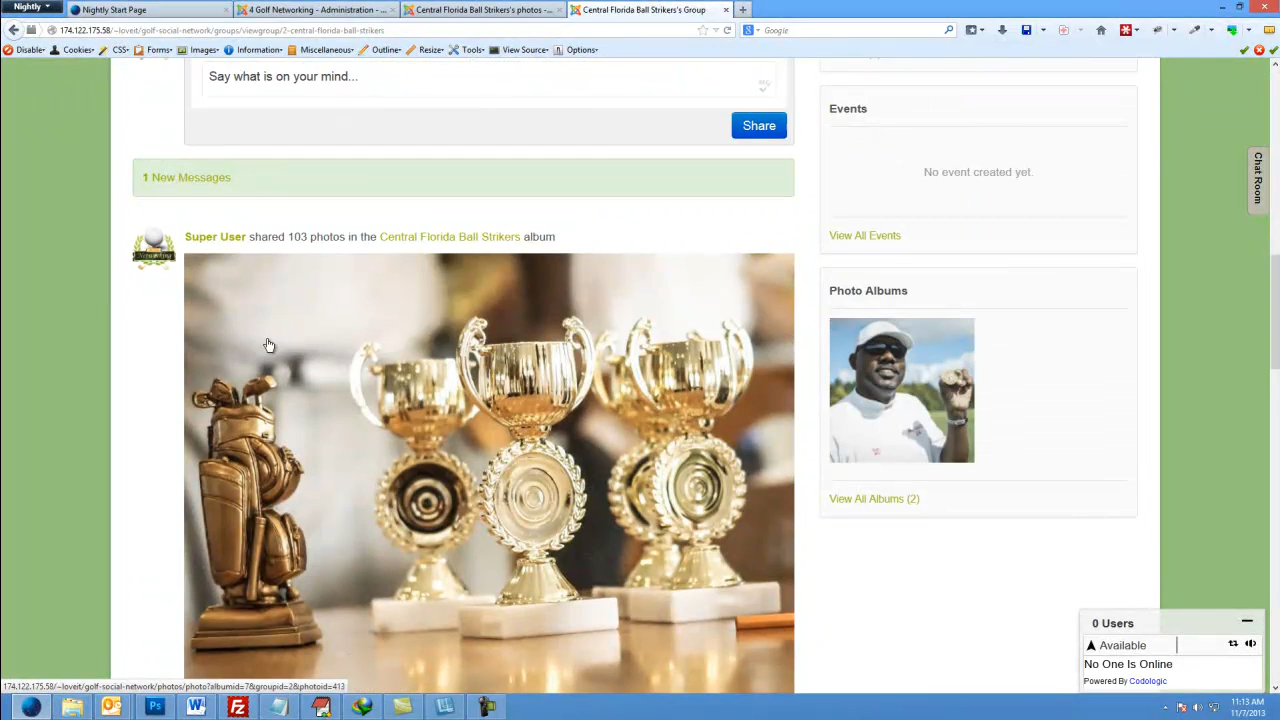 Nightly
Nightly Start Page
4 Golf Networking - Administration - ...
Central Florida Ball Strikers's photos - ...
Central Florida Ball Strikers's Group
174.122.175.58/~loveit/golf-social-network/groups/viewgroup/2-central-florida-ball-strikers
Google
Disable
Cookies
CSS
Forms
Images
Information
Miscellaneous
Outline
Resize
Tools
View Source
Options
Say what is on your mind...
Share
1 New Messages
Super User shared 103 photos in the Central Florida Ball Strikers album
Events
No event created yet.
View All Events
Photo Albums
View All Albums (2)
Chat Room
0 Users
Available
No One Is Online
Powered By Codologic
174.122.175.58/~loveit/golf-social-network/photos/photo?albumid=7&groupid=2&photoid=413
11:13 AM
11/7/2013